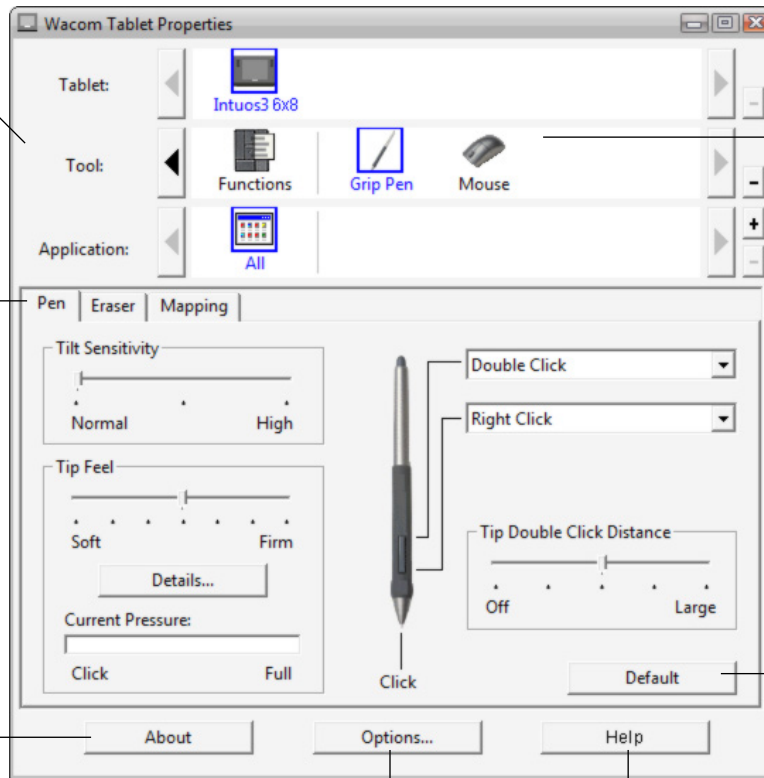 Wacom Tablet Properties
Tablet:
Intuos3 6x8
Tool:
Functions
Grip Pen
Mouse
Application:
All
Pen
Eraser
Mapping
Tilt Sensitivity
Normal
High
Tip Feel
Soft
Firm
Details...
Current Pressure:
Click
Full
Click
Double Click
Right Click
Tip Double Click Distance
Off
Large
Default
About
Options...
Help